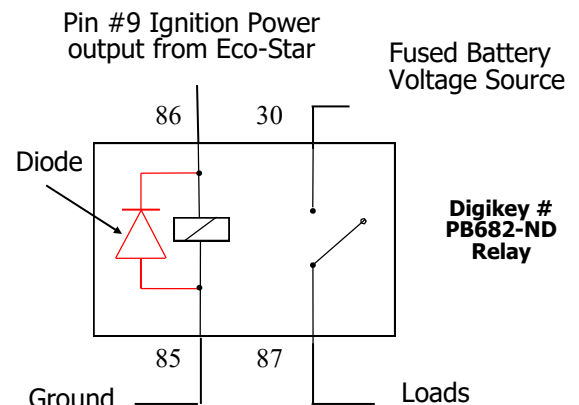 Pin #9 Ignition Power
output from Eco-Star
Fused Battery
Voltage Source
86
30
Diode
Digikey #
PB682-ND
Relay
85
87
Ground
Loads